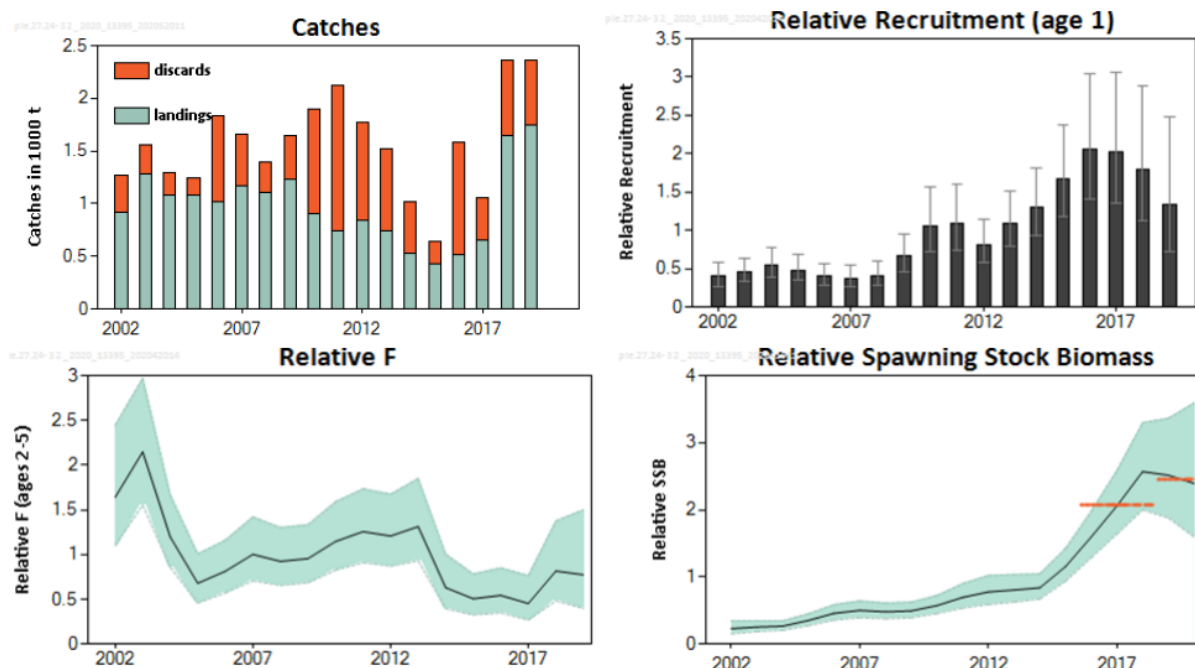 Catches
2.5
2
1.5
1
0.5
0
Catches in 1000 t
discards
landings
2002 2007 2012 2017
Relative Recruitment (age 1)
3.5
3
2.5
2
1.5
1
0.5
0
Relative Recruitment
2002 2007 2012 2017
Relative F
3
2.5
2
1.5
1
0.5
0
Relative F (ages 2-5)
2002 2007 2012 2017
Relative Spawning Stock Biomass
4
3
2
1
0
Relative SSB
2002 2007 2012 2017